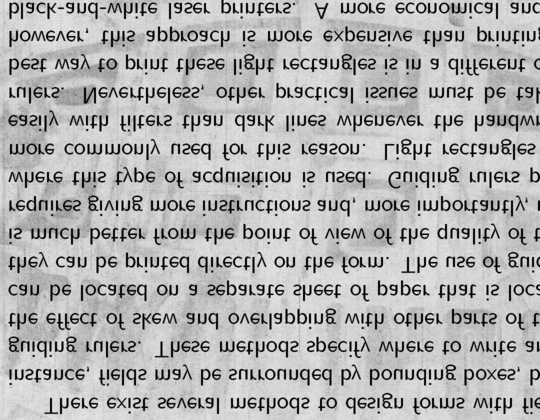 There exist several methods to design forms with fie
instance, fields may be surrounded by bounding boxes, b
guiding rulers. These methods specify where to write an
the effect of skew and overlapping with other parts of t
can be located on a separate sheet of paper that is loca
they can be printed directly on the form. The use of guid
is much better from the point of view of the quality of t
requires giving more instructions and, more importantly, r
where this type of acquisition is used. Guiding rulers p
more commonly used for this reason. Light rectangles
easily with filters than dark lines whenever the handwr
rulers. Nevertheless, other practical issues must be tak
best way to print these light rectangles is in a different c
however, this approach is more expensive than printing
black-and-white laser printers. A more economical and